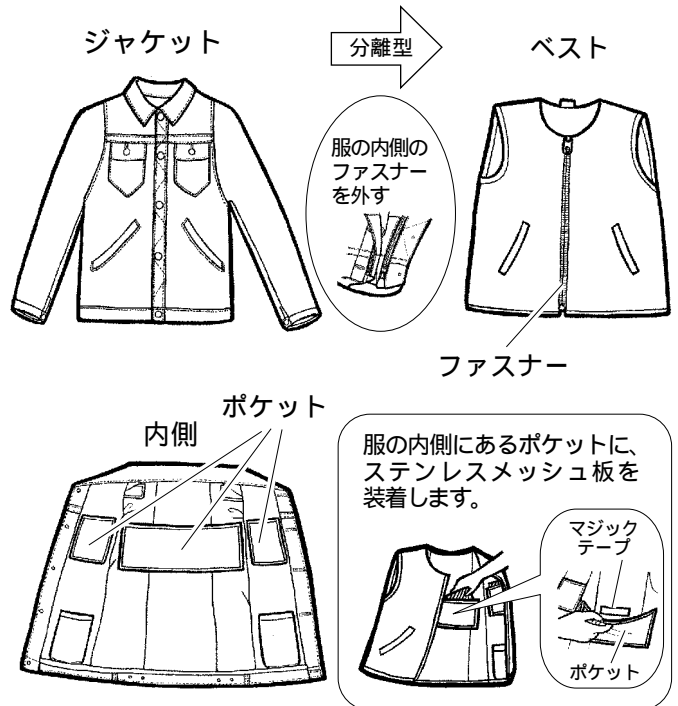 ジャケット
分離型
ベスト
服の内側の
ファスナー
を外す
ファスナー
ポケット
内側
服の内側にあるポケットに、
ステンレスメッシュ板を
装着します。
マジック
テープ
ポケット